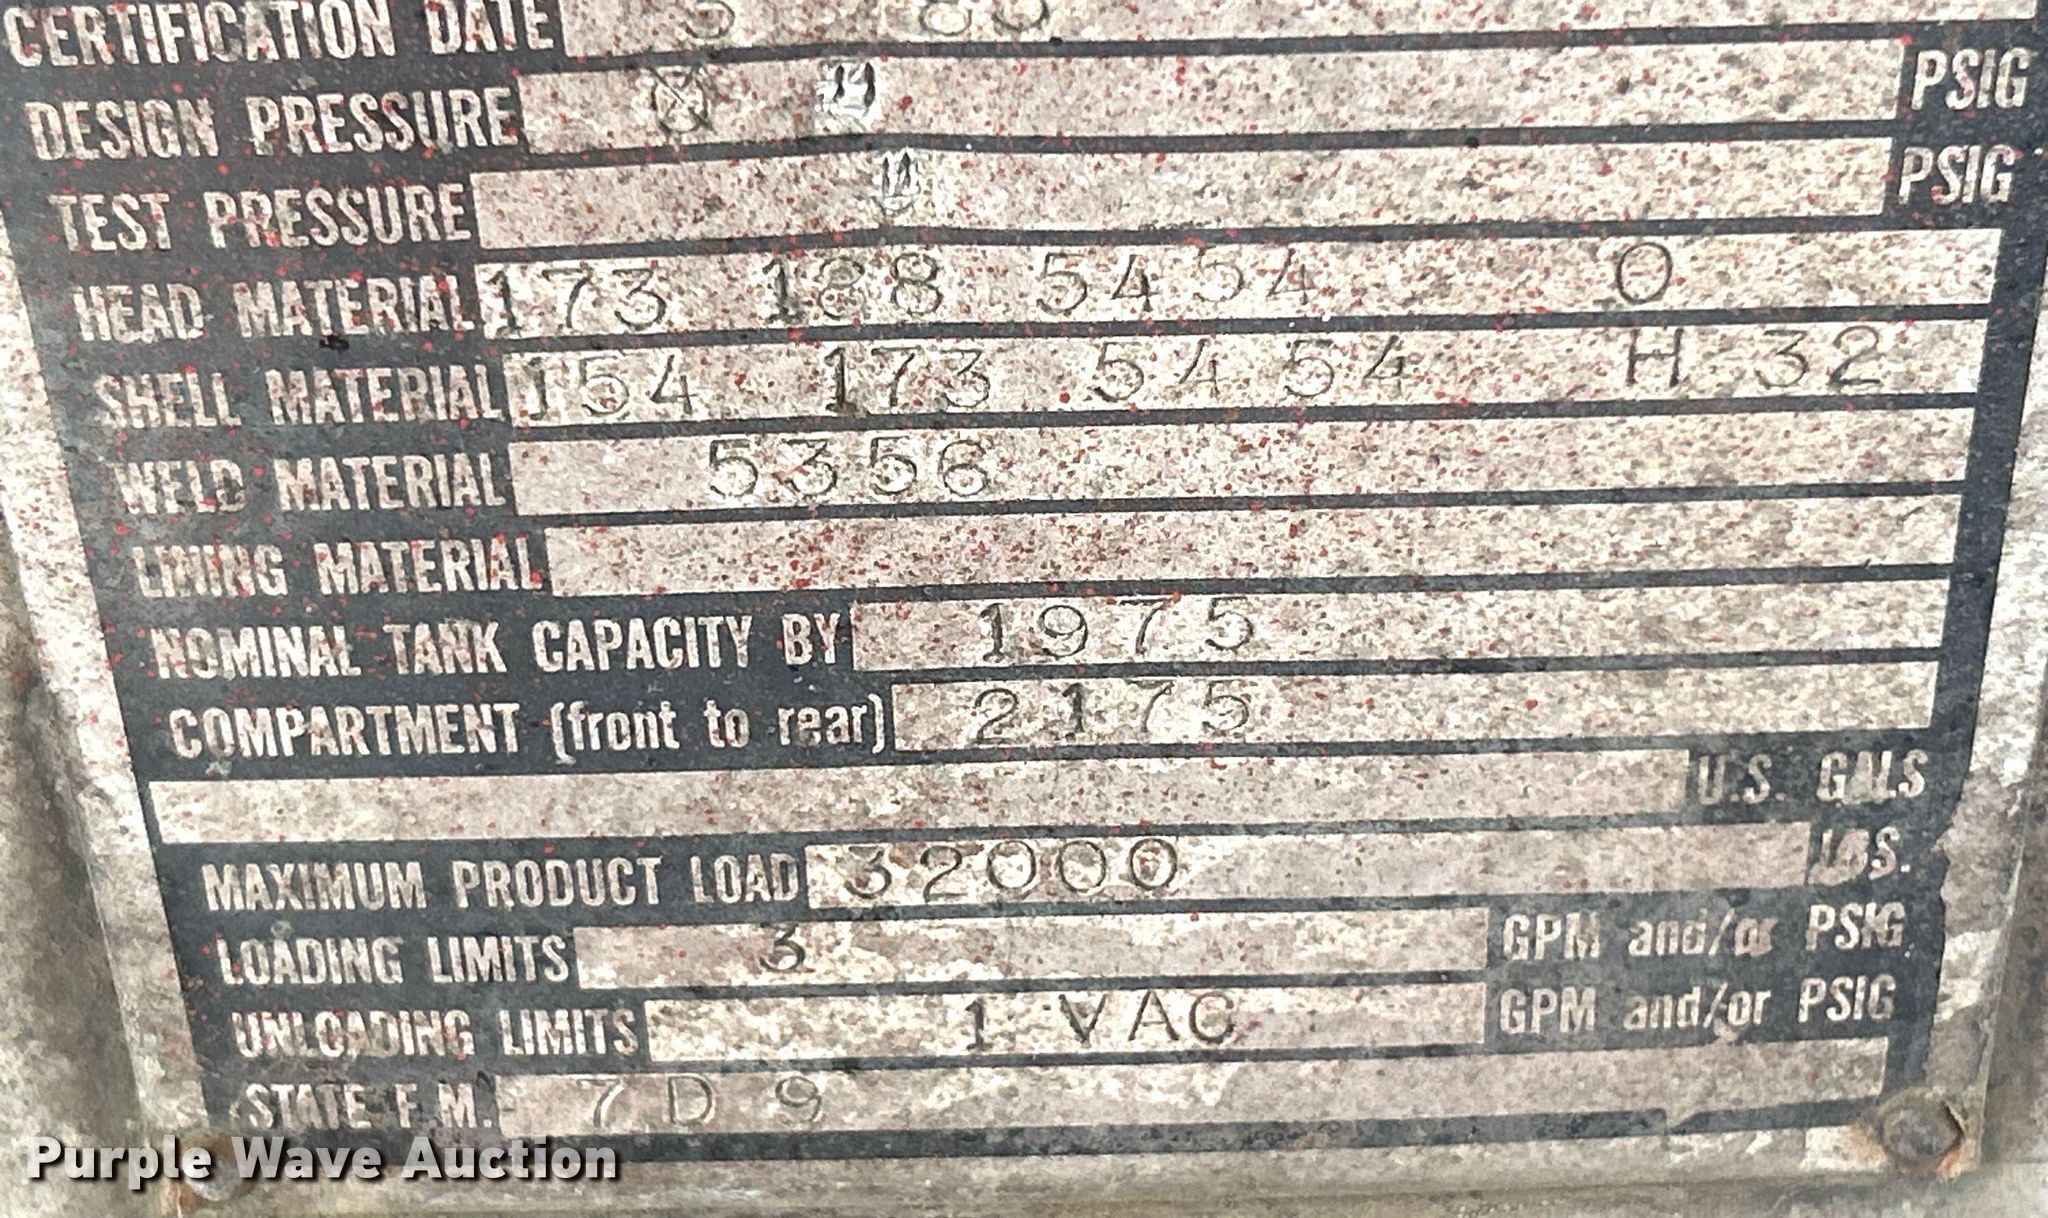 CERTIFICATION DATE
DESIGN PRESSURE PSIG
TEST PRESSURE PSIG
HEAD MATERIAL 173 188 5454 O
SHELL MATERIAL 154 173 5454 H 32
WELD MATERIAL 5356
LINING MATERIAL
NOMINAL TANK CAPACITY BY 1975
COMPARTMENT (front to rear) 2175
U.S. GALS
MAXIMUM PRODUCT LOAD 32000 LBS.
LOADING LIMITS 3 GPM and/or PSIG
UNLOADING LIMITS 1 VAC GPM and/or PSIG
STATE F.M. 7D9
Purple Wave Auction